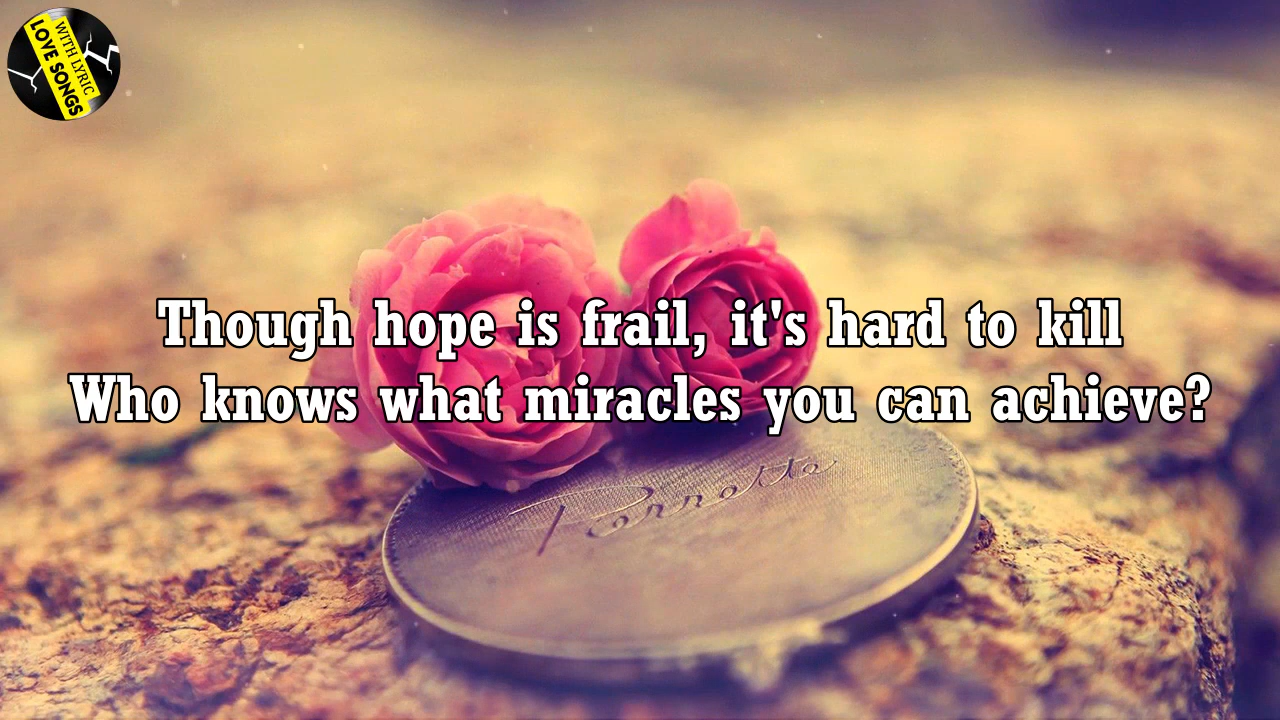 WITH LYRIC
LOVE SONGS
Though hope is frail, it's hard to kill
Who knows what miracles you can achieve?